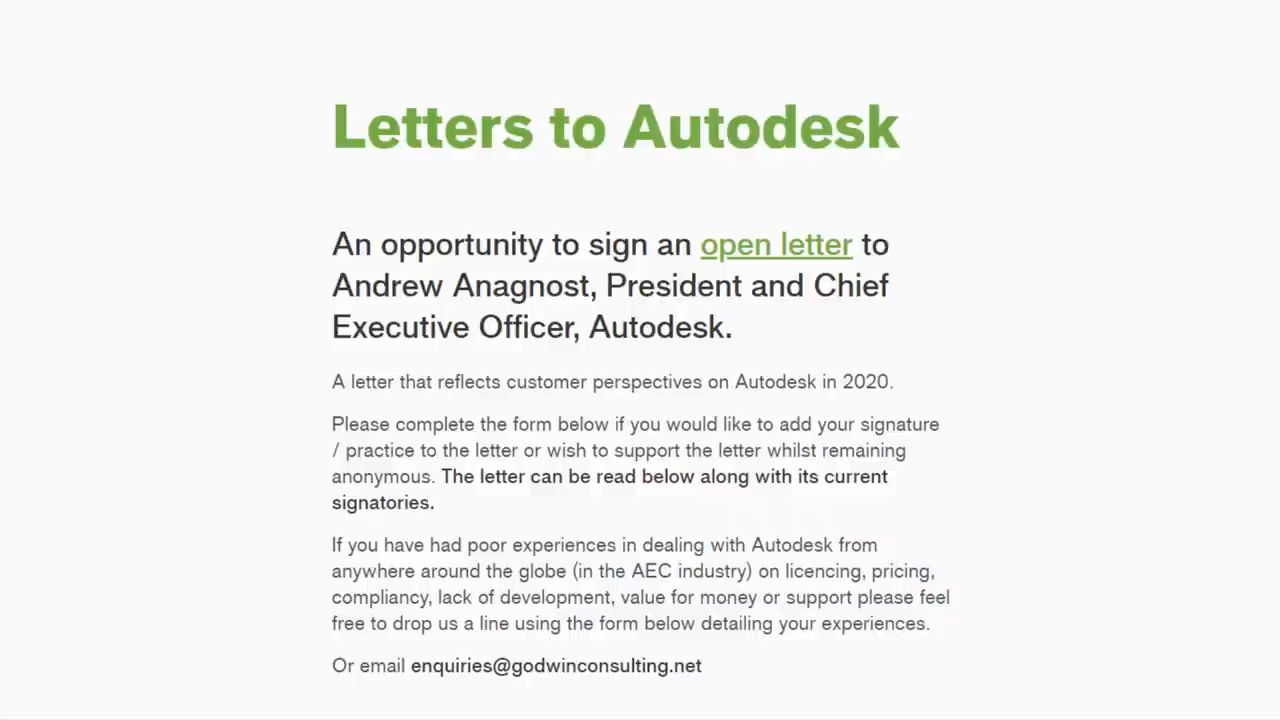 Letters to Autodesk
An opportunity to sign an open letter to
Andrew Anagnost, President and Chief
Executive Officer, Autodesk.
A letter that reflects customer perspectives on Autodesk in 2020.
Please complete the form below if you would like to add your signature
/ practice to the letter or wish to support the letter whilst remaining
anonymous. The letter can be read below along with its current
signatories.
If you have had poor experiences in dealing with Autodesk from
anywhere around the globe (in the AEC industry) on licencing, pricing,
compliancy, lack of development, value for money or support please feel
free to drop us a line using the form below detailing your experiences.
Or email enquiries@godwinconsulting.net